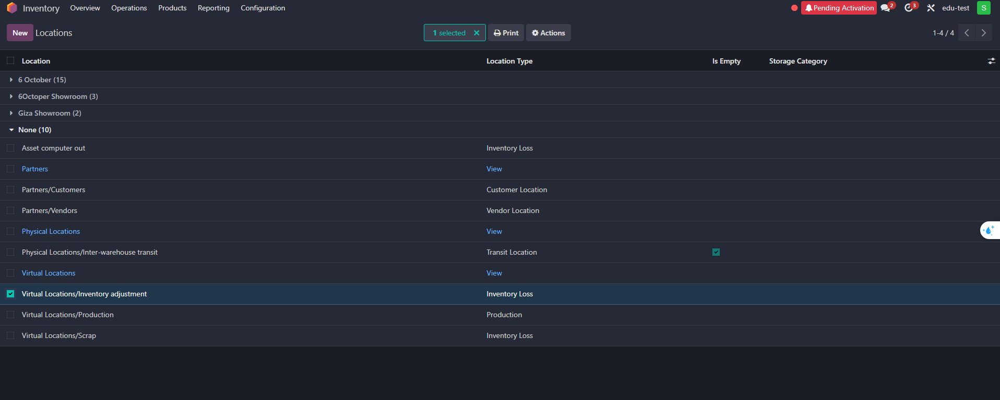 Inventory Overview Operations Products Reporting Configuration Pending Activation 2 3 edu-test S
New Locations 1 selected Print Actions 1-4 / 4
Location Location Type Is Empty Storage Category
6 October (15)
6Octoper Showroom (3)
Giza Showroom (2)
None (10)
Asset computer out Inventory Loss
Partners View
Partners/Customers Customer Location
Partners/Vendors Vendor Location
Physical Locations View
Physical Locations/Inter-warehouse transit Transit Location
Virtual Locations View
Virtual Locations/Inventory adjustment Inventory Loss
Virtual Locations/Production Production
Virtual Locations/Scrap Inventory Loss